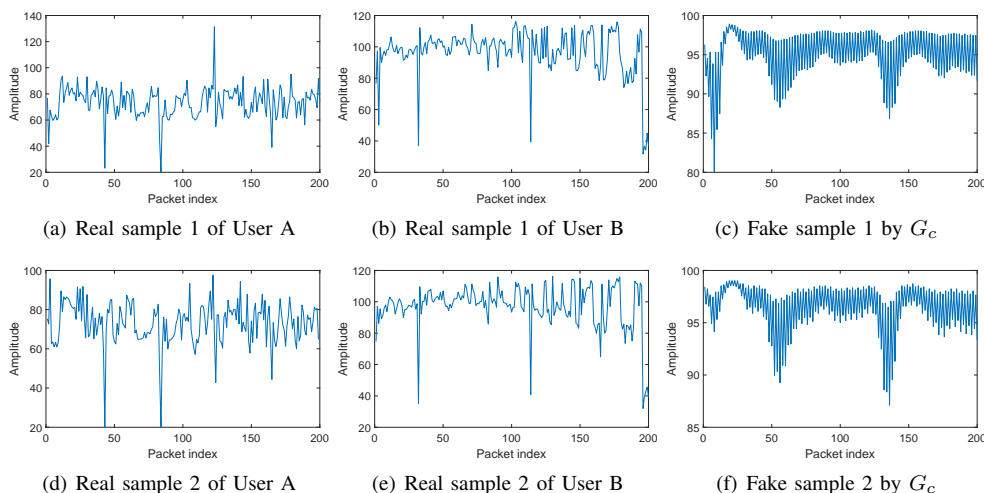 140
120
100
80
60
40
20
Amplitude
0 50 100 150 200
Packet index
(a) Real sample 1 of User A
120
100
80
60
40
20
Amplitude
0 50 100 150 200
Packet index
(b) Real sample 1 of User B
100
95
90
85
80
Amplitude
0 50 100 150 200
Packet index
(c) Fake sample 1 by G_c
100
80
60
40
20
Amplitude
0 50 100 150 200
Packet index
(d) Real sample 2 of User A
120
100
80
60
40
20
Amplitude
0 50 100 150 200
Packet index
(e) Real sample 2 of User B
100
95
90
85
Amplitude
0 50 100 150 200
Packet index
(f) Fake sample 2 by G_c